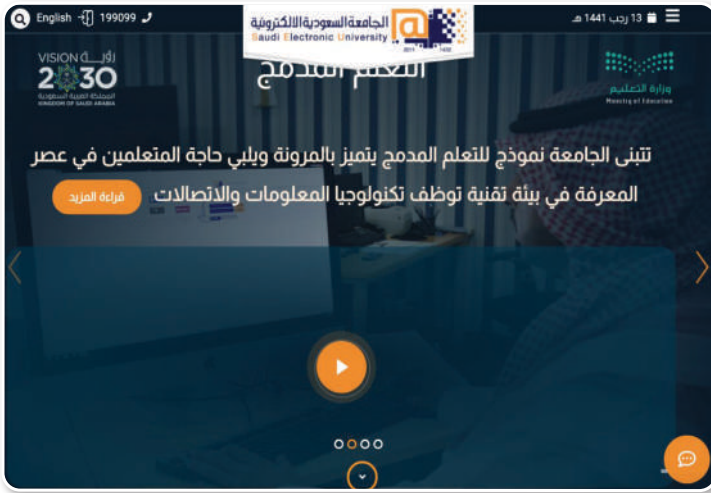 13 رجب 1441 هـ
الجامعة السعودية الالكترونية
Saudi Electronic University
199099
English
VISION رؤية
2030
المملكة العربية السعودية
KINGDOM OF SAUDI ARABIA
وزارة التعليم
Ministry of Education
التعلم المدمج
تتبنى الجامعة نموذج للتعلم المدمج يتميز بالمرونة ويلبي حاجة المتعلمين في عصر
المعرفة في بيئة تقنية توظف تكنولوجيا المعلومات والاتصالات
قراءة المزيد